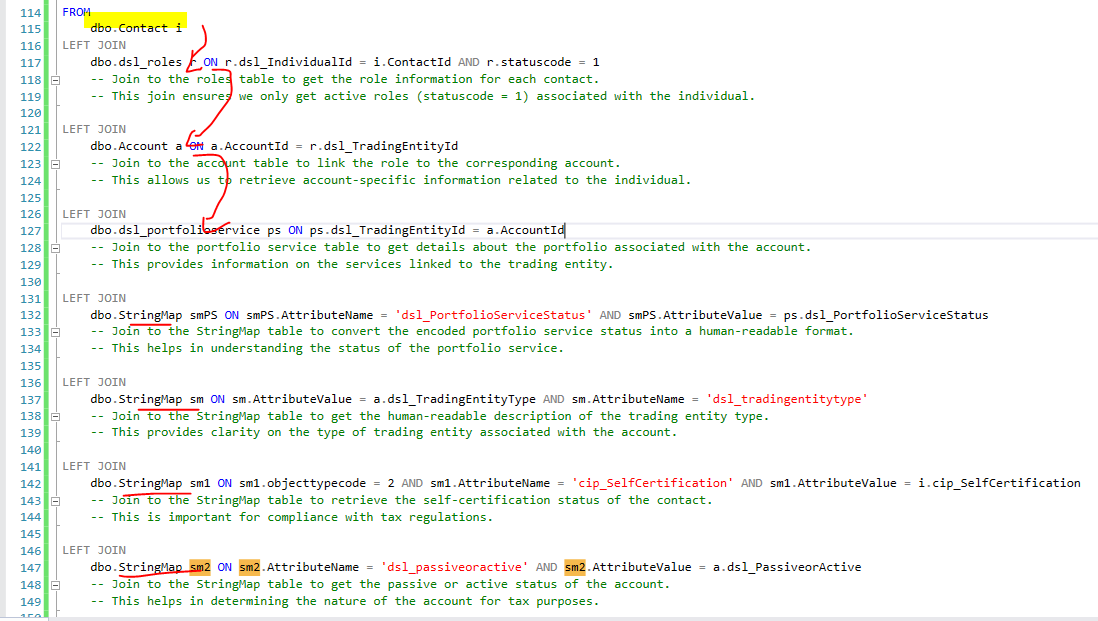 114 FROM
115 dbo.Contact i
116 LEFT JOIN
117 dbo.dsl_roles r ON r.dsl_IndividualId = i.ContactId AND r.statuscode = 1
118 -- Join to the roles table to get the role information for each contact.
119 -- This join ensures we only get active roles (statuscode = 1) associated with the individual.
120
121 LEFT JOIN
122 dbo.Account a ON a.AccountId = r.dsl_TradingEntityId
123 -- Join to the account table to link the role to the corresponding account.
124 -- This allows us to retrieve account-specific information related to the individual.
125
126 LEFT JOIN
127 dbo.dsl_portfolioservice ps ON ps.dsl_TradingEntityId = a.AccountId
128 -- Join to the portfolio service table to get details about the portfolio associated with the account.
129 -- This provides information on the services linked to the trading entity.
130
131 LEFT JOIN
132 dbo.StringMap smPS ON smPS.AttributeName = 'dsl_PortfolioServiceStatus' AND smPS.AttributeValue = ps.dsl_PortfolioServiceStatus
133 -- Join to the StringMap table to convert the encoded portfolio service status into a human-readable format.
134 -- This helps in understanding the status of the portfolio service.
135
136 LEFT JOIN
137 dbo.StringMap sm ON sm.AttributeValue = a.dsl_TradingEntityType AND sm.AttributeName = 'dsl_tradingentitytype'
138 -- Join to the StringMap table to get the human-readable description of the trading entity type.
139 -- This provides clarity on the type of trading entity associated with the account.
140
141 LEFT JOIN
142 dbo.StringMap sm1 ON sm1.objecttypecode = 2 AND sm1.AttributeName = 'cip_SelfCertification' AND sm1.AttributeValue = i.cip_SelfCertification
143 -- Join to the StringMap table to retrieve the self-certification status of the contact.
144 -- This is important for compliance with tax regulations.
145
146 LEFT JOIN
147 dbo.StringMap sm2 ON sm2.AttributeName = 'dsl_passiveoractive' AND sm2.AttributeValue = a.dsl_PassiveorActive
148 -- Join to the StringMap table to get the passive or active status of the account.
149 -- This helps in determining the nature of the account for tax purposes.
150